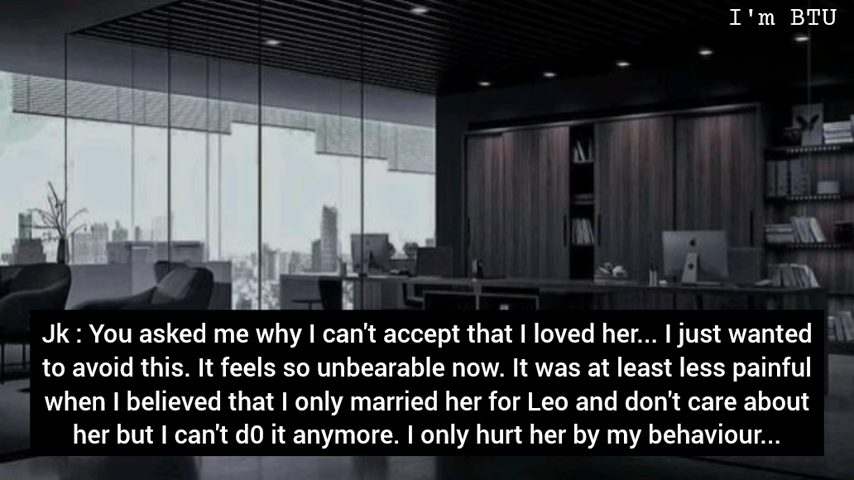 I'm BTU
Jk : You asked me why I can't accept that I loved her... I just wanted
to avoid this. It feels so unbearable now. It was at least less painful
when I believed that I only married her for Leo and don't care about
her but I can't d0 it anymore. I only hurt her by my behaviour...